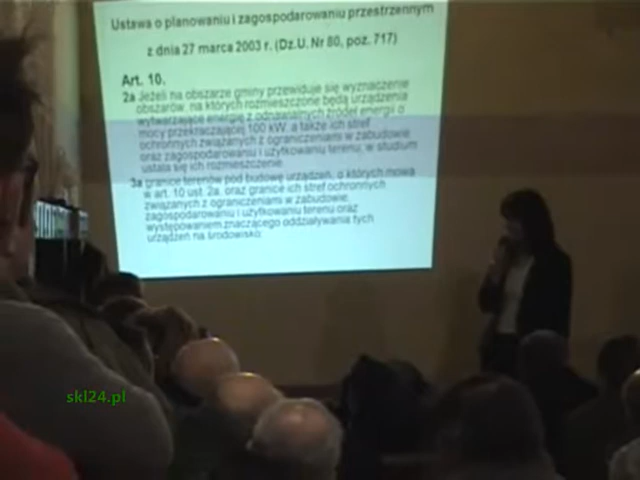 Ustawa o planowaniu i zagospodarowaniu przestrzennym
z dnia 27 marca 2003 r. (Dz.U. Nr 80, poz. 717)
Art. 10.
2a Jeżeli na obszarze gminy przewiduje się wyznaczenie
obszarów, na których rozmieszczone będą urządzenia
wytwarzające energię z odnawialnych źródeł energii o
mocy przekraczającej 100 kW, a także ich stref
ochronnych związanych z ograniczeniami w zabudowie
oraz zagospodarowaniu i użytkowaniu terenu; w studium
ustala się ich rozmieszczenie.
3a granice terenów pod budowę urządzeń, o których mowa
w art. 10 ust. 2a, oraz granice ich stref ochronnych
związanych z ograniczeniami w zabudowie,
zagospodarowaniu i użytkowaniu terenu oraz
występowaniem znaczącego oddziaływania tych
urządzeń na środowisko;
skl24.pl